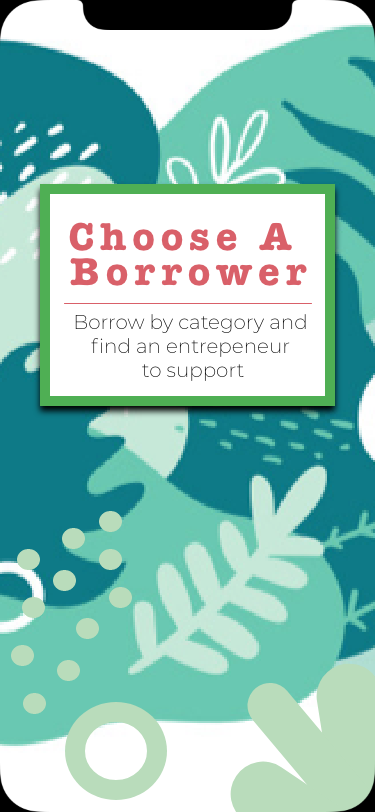 Choose A
Borrower
Borrow by category and
find an entrepeneur
to support